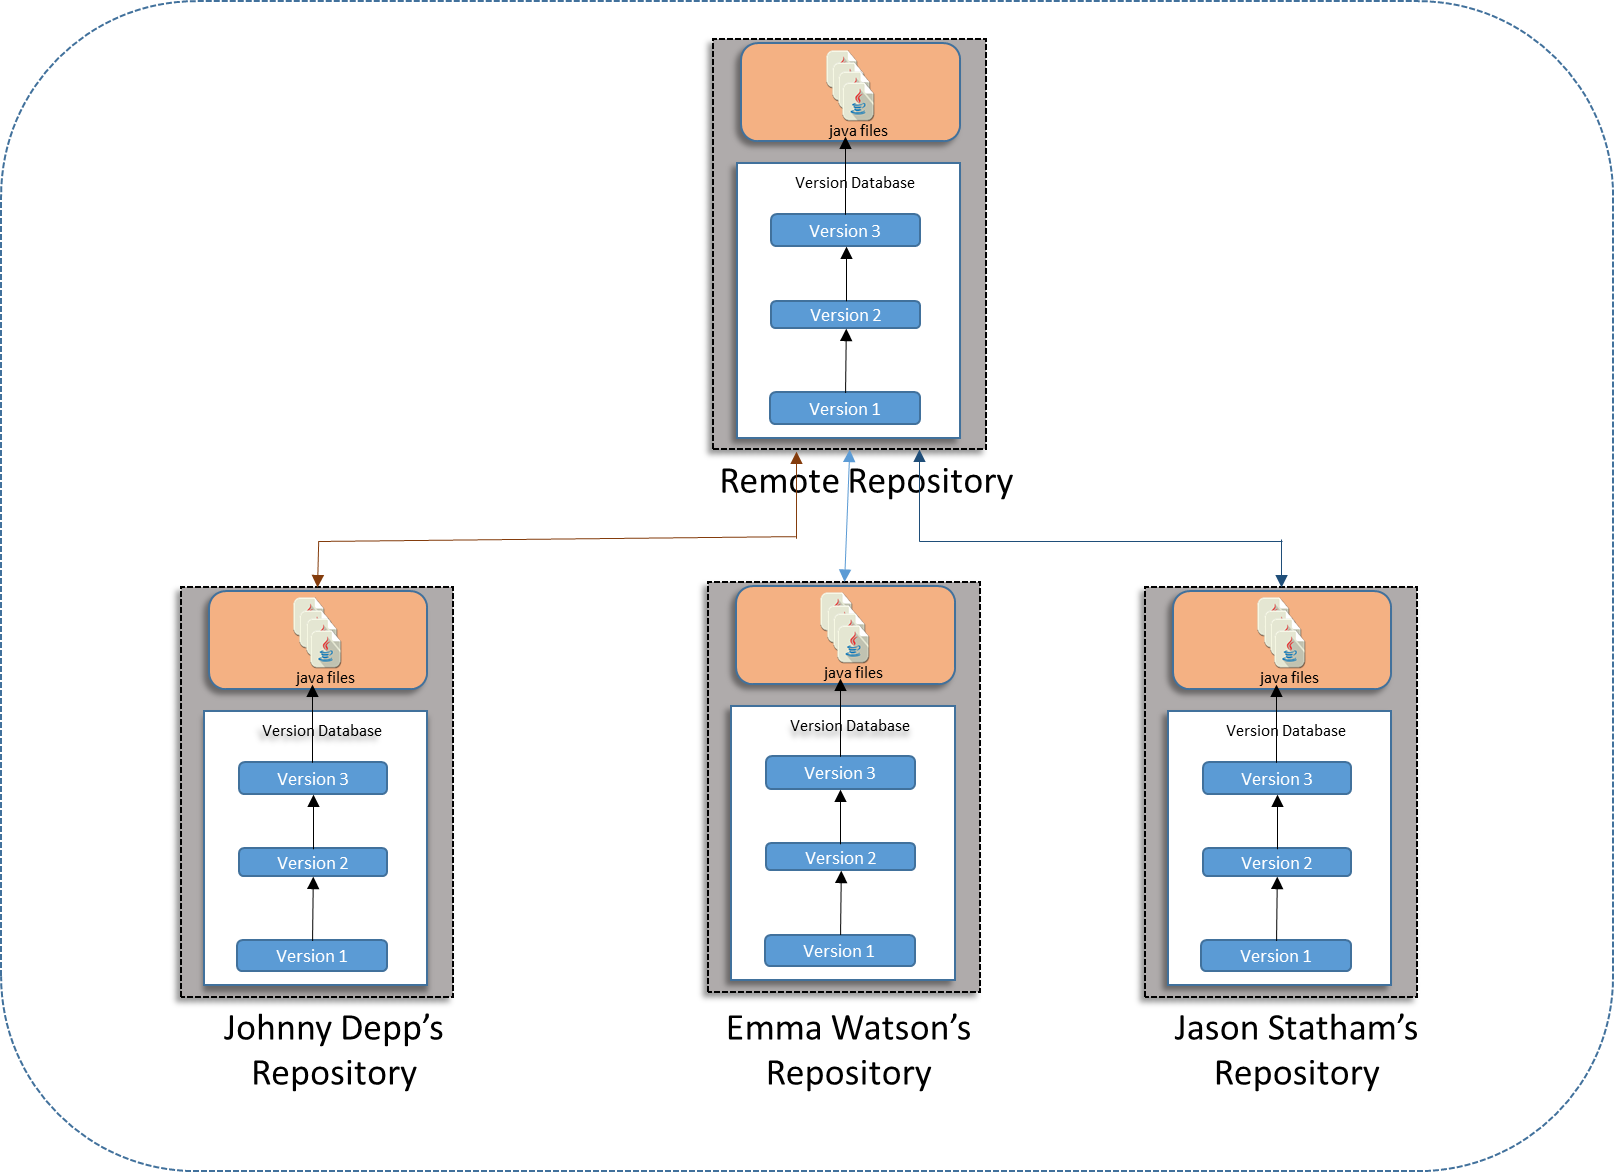 java files
Version Database
Version 3
Version 2
Version 1
Remote Repository
java files
Version Database
Version 3
Version 2
Version 1
Johnny Depp’s
Repository
java files
Version Database
Version 3
Version 2
Version 1
Emma Watson’s
Repository
java files
Version Database
Version 3
Version 2
Version 1
Jason Statham’s
Repository